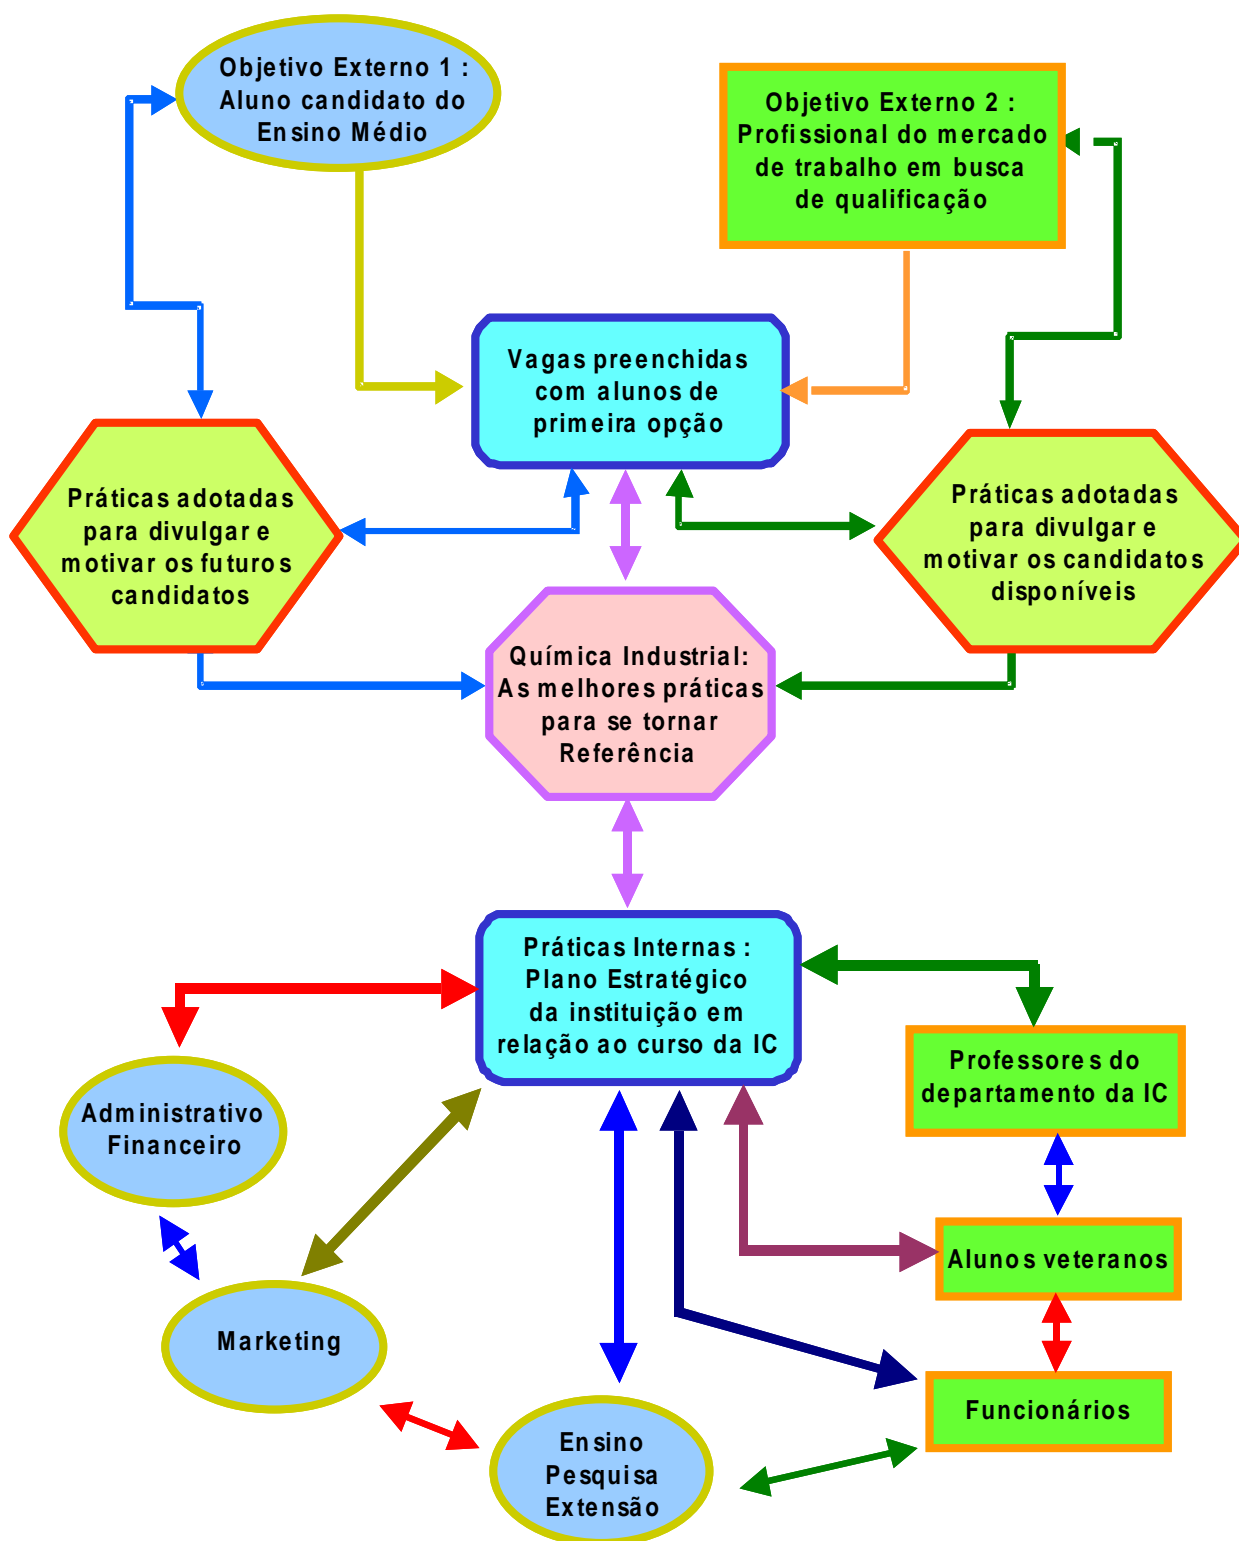 Objetivo Externo 1 :
Aluno candidato do
Ensino Médio
Objetivo Externo 2 :
Profissional do mercado
de trabalho em busca
de qualificação
Vagas preenchidas
com alunos de
primeira opção
Práticas adotadas
para divulgar e
motivar os futuros
candidatos
Práticas adotadas
para divulgar e
motivar os candidatos
disponíveis
Química Industrial:
As melhores práticas
para se tornar
Referência
Práticas Internas :
Plano Estratégico
da instituição em
relação ao curso da IC
Administrativo
Financeiro
Professores do
departamento da IC
Alunos veteranos
Marketing
Funcionários
Ensino
Pesquisa
Extensão